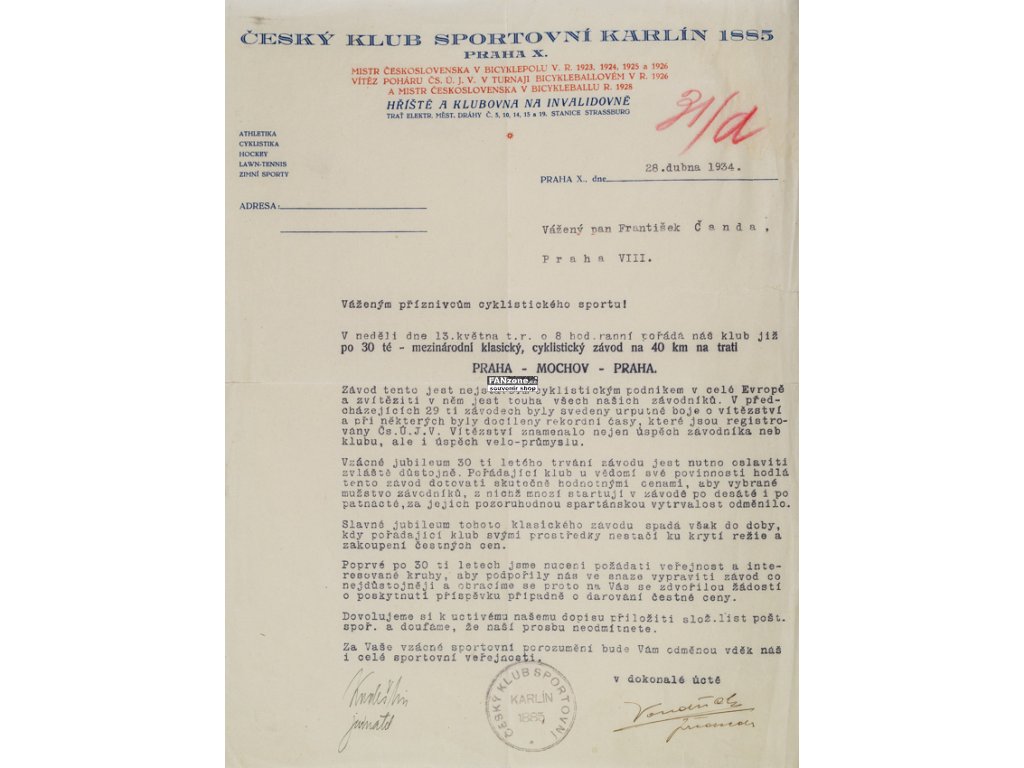 ČESKÝ KLUB SPORTOVNÍ KARLÍN 1885
PRAHA X.
MISTR ČESKOSLOVENSKA V BICYKLEPOLU V. R. 1923, 1924, 1925 a 1926
VÍTĚZ POHÁRU ČS. Ú. J. V. V TURNAJI BICYKLEBALLOVÉM V R. 1926
A MISTR ČESKOSLOVENSKA V BICYKLEBALLU R. 1928
HŘIŠTĚ A KLUBOVNA NA INVALIDOVNĚ
TRAŤ ELEKTR. MĚST. DRÁHY Č. 5, 10, 14, 15 a 19. STANICE STRASSBURG
31/d
ATHLETIKA
CYKLISTIKA
HOCKEY
LAWN-TENNIS
ZIMNÍ SPORTY
PRAHA X., dne 28.dubna 1934.
ADRESA:
Vážený pan František Č a n d a ,
P r a h a VIII.
Váženým příznivcům cyklistického sportu!
V neděli dne 13.května t.r. o 8 hod.ranní pořádá náš klub již
po 30 té - mezinárodní klasický, cyklistický závod na 40 km na trati
PRAHA - MOCHOV - PRAHA.
FANzone.cz
souvenir shop
Závod tento jest nejstarším cyklistickým podnikem v celé Evropě
a zvítěziti v něm jest touha všech našich závodníků. V před-
cházejících 29 ti závodech byly svedeny urputné boje o vítězství
a při některých byly docíleny rekordní časy, které jsou registro-
vány Čs.Ú.J.V. Vítězství znamenalo nejen úspěch závodníka neb
klubu, ale i úspěch velo-průmyslu.
Vzácné jubileum 30 ti letého trvání závodu jest nutno oslaviti
zvláště důstojně. Pořádající klub u vědomí své povinnosti hodlá
tento závod dotovati skutečně hodnotnými cenami, aby vybrané
mužstvo závodníků, z nichž mnozí startují v závodě po desáté i po
patnácté,za jejich pozoruhodnou spartánskou vytrvalost odměnilo.
Slavné jubileum tohoto klasického závodu spadá však do doby,
kdy pořádající klub svými prostředky nestačí ku krytí režie a
zakoupení čestných cen.
Poprvé po 30 ti letech jsme nuceni požádati veřejnost a inte-
resované kruhy, aby podpořily nás ve snaze vypraviti závod co
nejdůstojněji a obracíme se proto na Vás se zdvořilou žádostí
o poskytnutí příspěvku případně o darování čestné ceny.
Dovolujeme si k uctivému našemu dopisu přiložiti slož.list pošt.
spoř. a doufáme, že naší prosbu neodmítnete.
Za Vaše vzácné sportovní porozumění bude Vám odměnou vděk náš
i celé sportovní veřejnosti.
v dokonalé úctě
ČESKÝ KLUB SPORTOVNÍ
KARLÍN
1885
jednatel